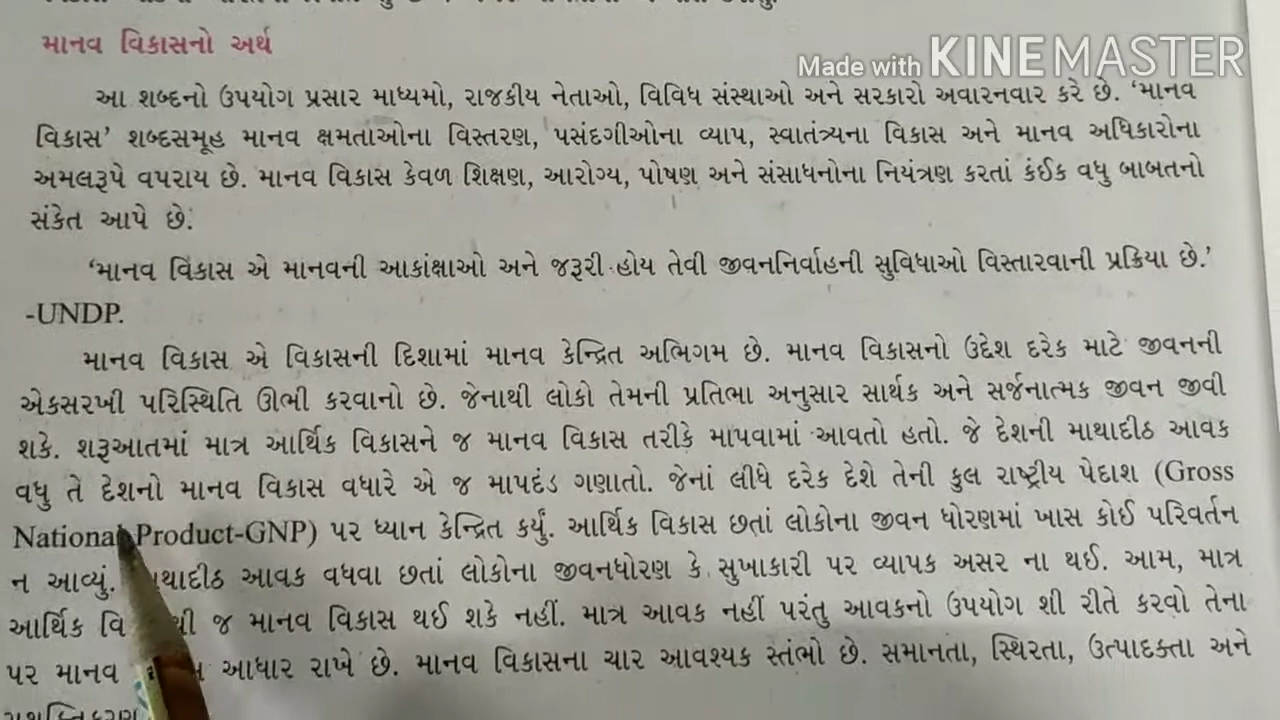 માનવ વિકાસનો અર્થ
Made with KINEMASTER
આ શબ્દનો ઉપયોગ પ્રસાર માધ્યમો, રાજકીય નેતાઓ, વિવિધ સંસ્થાઓ અને સરકારો અવારનવાર કરે છે. ‘માનવ
વિકાસ’ શબ્દસમૂહ માનવ ક્ષમતાઓના વિસ્તરણ, પસંદગીઓના વ્યાપ, સ્વાતંત્ર્યના વિકાસ અને માનવ અધિકારોના
અમલરૂપે વપરાય છે. માનવ વિકાસ કેવળ શિક્ષણ, આરોગ્ય, પોષણ અને સંસાધનોના નિયંત્રણ કરતાં કંઈક વધુ બાબતનો
સંકેત આપે છે.
‘માનવ વિકાસ એ માનવની આકાંક્ષાઓ અને જરૂરી હોય તેવી જીવનનિર્વાહની સુવિધાઓ વિસ્તારવાની પ્રક્રિયા છે.’
-UNDP.
માનવ વિકાસ એ વિકાસની દિશામાં માનવ કેન્દ્રિત અભિગમ છે. માનવ વિકાસનો ઉદ્દેશ દરેક માટે જીવનની
એકસરખી પરિસ્થિતિ ઊભી કરવાનો છે. જેનાથી લોકો તેમની પ્રતિભા અનુસાર સાર્થક અને સર્જનાત્મક જીવન જીવી
શકે. શરૂઆતમાં માત્ર આર્થિક વિકાસને જ માનવ વિકાસ તરીકે માપવામાં આવતો હતો. જે દેશની માથાદીઠ આવક
વધુ તે દેશનો માનવ વિકાસ વધારે એ જ માપદંડ ગણાતો. જેનાં લીધે દરેક દેશે તેની કુલ રાષ્ટ્રીય પેદાશ (Gross
National Product-GNP) પર ધ્યાન કેન્દ્રિત કર્યું. આર્થિક વિકાસ છતાં લોકોના જીવન ધોરણમાં ખાસ કોઈ પરિવર્તન
ન આવ્યું. માથાદીઠ આવક વધવા છતાં લોકોના જીવનધોરણ કે સુખાકારી પર વ્યાપક અસર ના થઈ. આમ, માત્ર
આર્થિક જ માનવ વિકાસ થઈ શકે નહીં. માત્ર આવક નહીં પરંતુ આવકનો ઉપયોગ શી રીતે કરવો તેના
પર માનવ આધાર રાખે છે. માનવ વિકાસના ચાર આવશ્યક સ્તંભો છે. સમાનતા, સ્થિરતા, ઉત્પાદક્તા અને